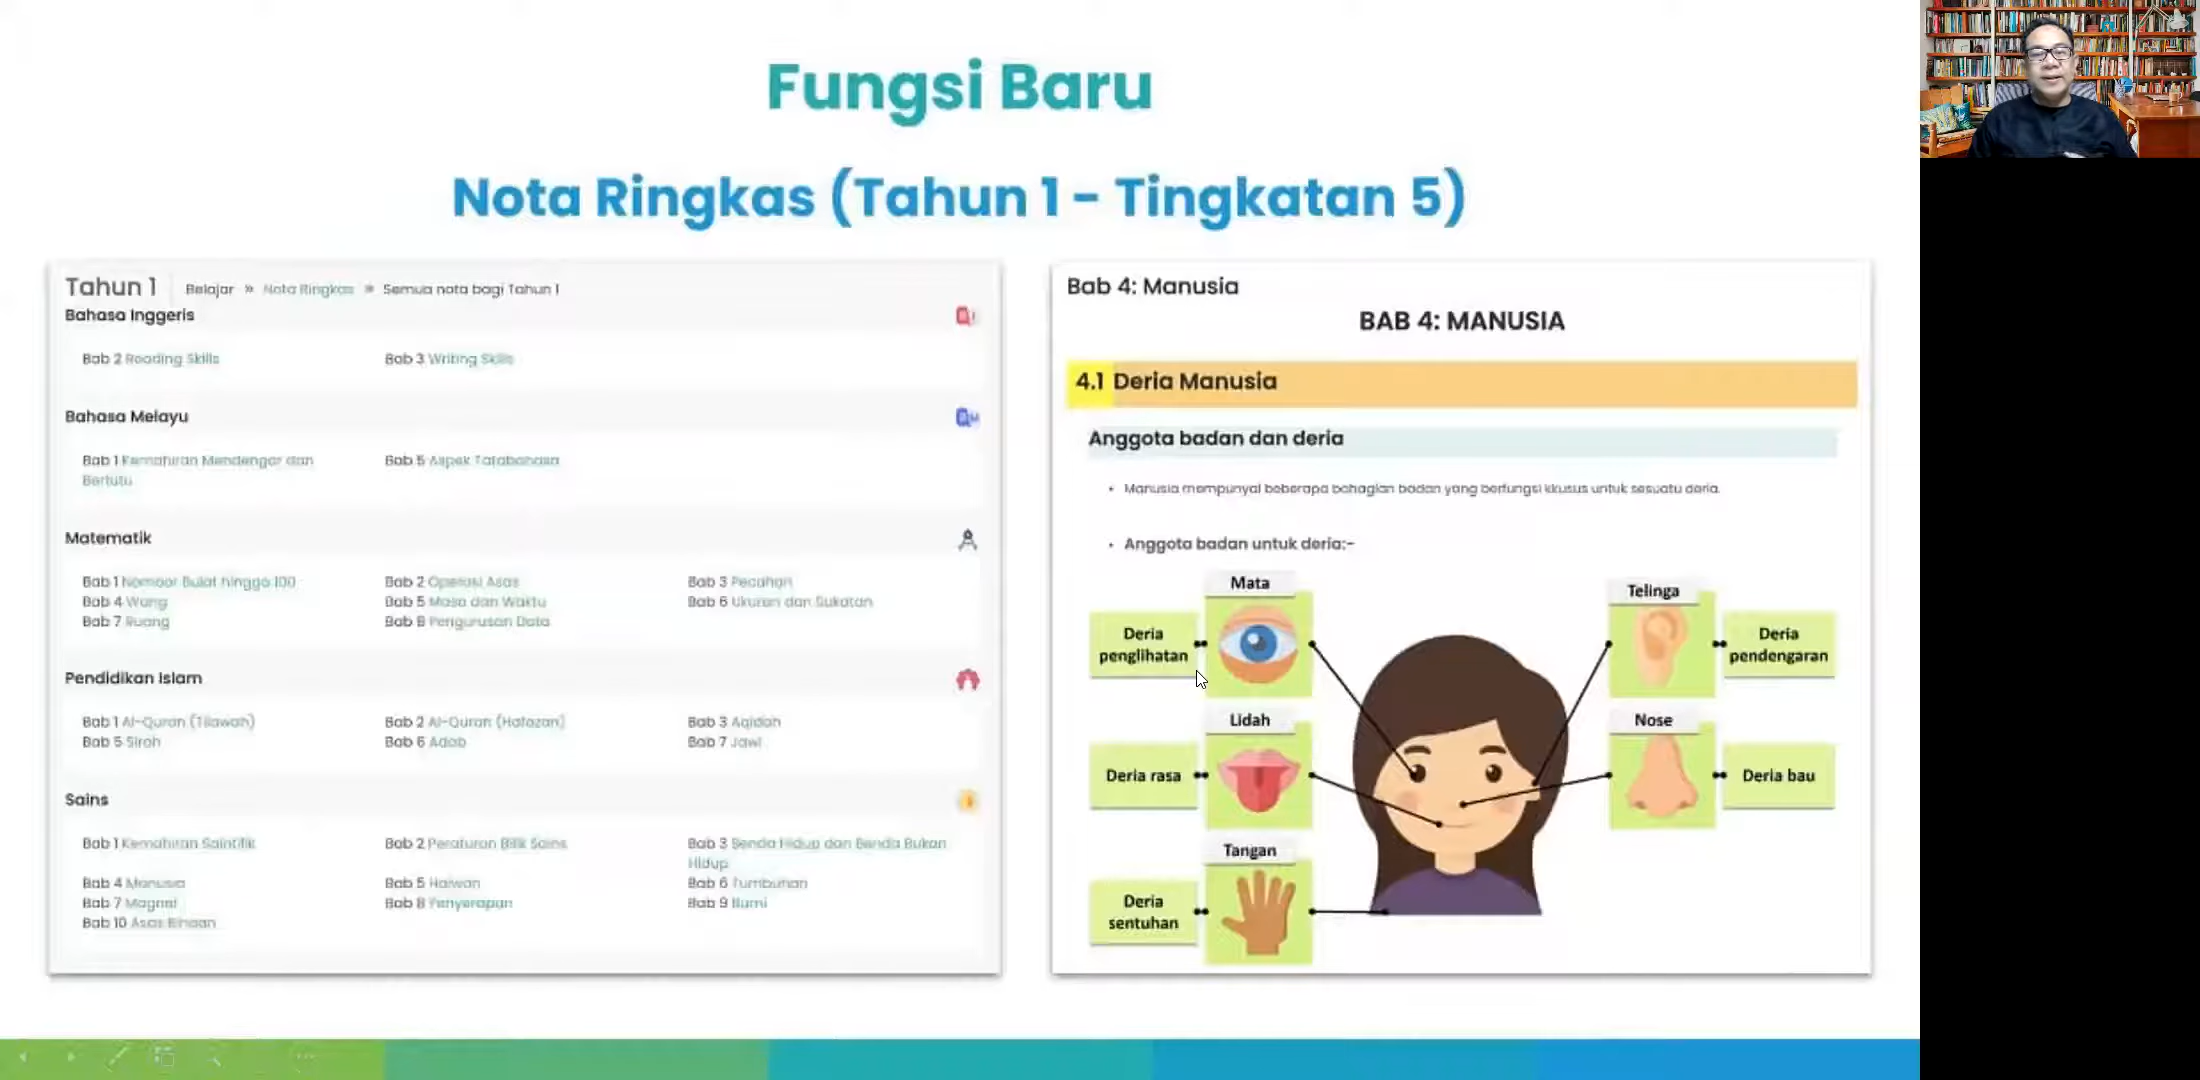 Fungsi Baru
Nota Ringkas (Tahun 1 - Tingkatan 5)
Tahun 1
Belajar » Nota Ringkas » Semua nota bagi Tahun 1
Bahasa Inggeris
Bab 2 Reading Skills
Bab 3 Writing Skills
Bahasa Melayu
Bab 1 Kemahiran Mendengar dan
Bertutu
Bab 5 Aspek Tatabahasa
Matematik
Bab 1 Nombor Bulat hingga 100
Bab 2 Operasi Asas
Bab 3 Pecahan
Bab 4 Wang
Bab 5 Masa dan Waktu
Bab 6 Ukuran dan Sukatan
Bab 7 Ruang
Bab 8 Pengurusan Data
Pendidikan Islam
Bab 1 Al-Quran (Tilawah)
Bab 2 Al-Quran (Hafazan)
Bab 3 Aqidah
Bab 5 Sirah
Bab 6 Adab
Bab 7 Jawi
Sains
Bab 1 Kemahiran Saintifik
Bab 2 Peraturan Bilik Sains
Bab 3 Benda Hidup dan Benda Bukan
Hidup
Bab 4 Manusia
Bab 5 Haiwan
Bab 6 Tumbuhan
Bab 7 Magnet
Bab 8 Penyerapan
Bab 9 Bumi
Bab 10 Asas Binaan
Bab 4: Manusia
BAB 4: MANUSIA
4.1 Deria Manusia
Anggota badan dan deria
• Manusia mempunyai beberapa bahagian badan yang berfungsi khusus untuk sesuatu deria.
• Anggota badan untuk deria:-
Mata
Deria
penglihatan
Telinga
Deria
pendengaran
Lidah
Deria rasa
Nose
Deria bau
Tangan
Deria
sentuhan